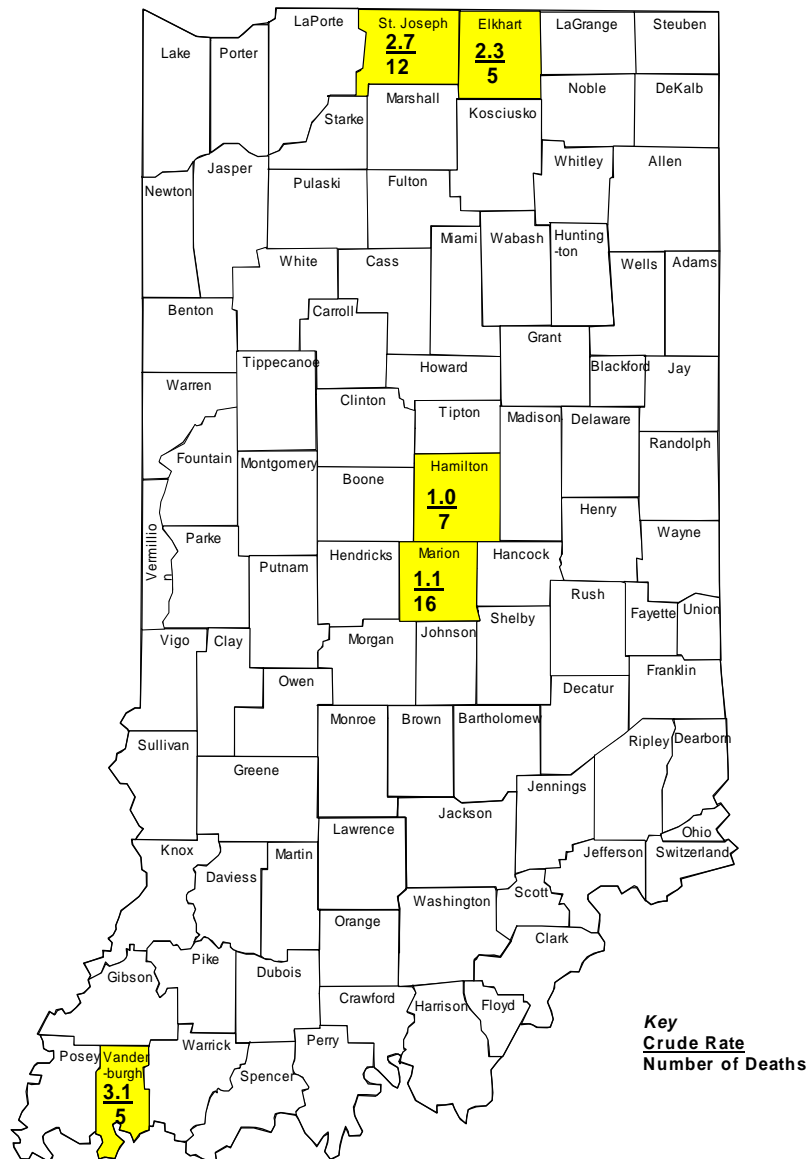 LaPorte
St. Joseph
2.7
12
Elkhart
2.3
5
LaGrange
Steuben
Lake
Porter
Noble
DeKalb
Marshall
Starke
Kosciusko
Whitley
Allen
Jasper
Newton
Pulaski
Fulton
Miami
Wabash
Hunting
-ton
White
Cass
Wells
Adams
Benton
Carroll
Grant
Tippecanoe
Howard
Blackford
Jay
Warren
Clinton
Tipton
Madison
Delaware
Randolph
Fountain
Montgomery
Boone
Hamilton
1.0
7
Henry
Wayne
Vermillio
n
Parke
Putnam
Hendricks
Marion
1.1
16
Hancock
Rush
Fayette
Union
Shelby
Vigo
Clay
Morgan
Johnson
Franklin
Owen
Decatur
Monroe
Brown
Bartholomew
Ripley
Dearborn
Sullivan
Greene
Jennings
Jackson
Lawrence
Ohio
Knox
Martin
Jefferson
Switzerland
Daviess
Scott
Washington
Orange
Clark
Pike
Gibson
Dubois
Crawford
Harrison
Floyd
Posey
Vander
-burgh
3.1
5
Warrick
Perry
Spencer
Key
Crude Rate
Number of Deaths